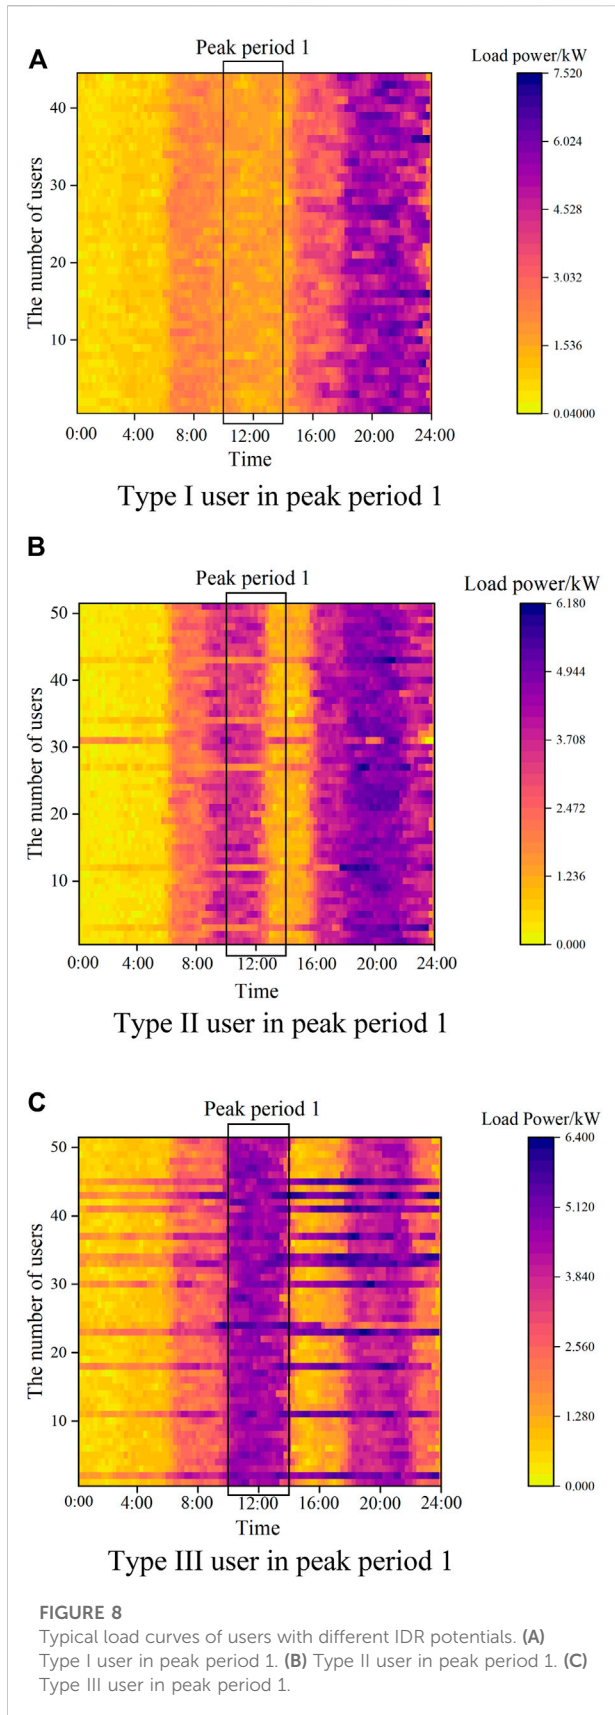 A
Peak period 1
Load power/kW
The number of users
40
30
20
10
0:00 4:00 8:00 12:00 16:00 20:00 24:00
Time
7.520
6.024
4.528
3.032
1.536
0.04000
Type I user in peak period 1
B
Peak period 1
Load power/kW
The number of users
50
40
30
20
10
0:00 4:00 8:00 12:00 16:00 20:00 24:00
Time
6.180
4.944
3.708
2.472
1.236
0.000
Type II user in peak period 1
C
Peak period 1
Load Power/kW
The number of users
50
40
30
20
10
0:00 4:00 8:00 12:00 16:00 20:00 24:00
Time
6.400
5.120
3.840
2.560
1.280
0.000
Type III user in peak period 1
FIGURE 8
Typical load curves of users with different IDR potentials. (A)
Type I user in peak period 1. (B) Type II user in peak period 1. (C)
Type III user in peak period 1.